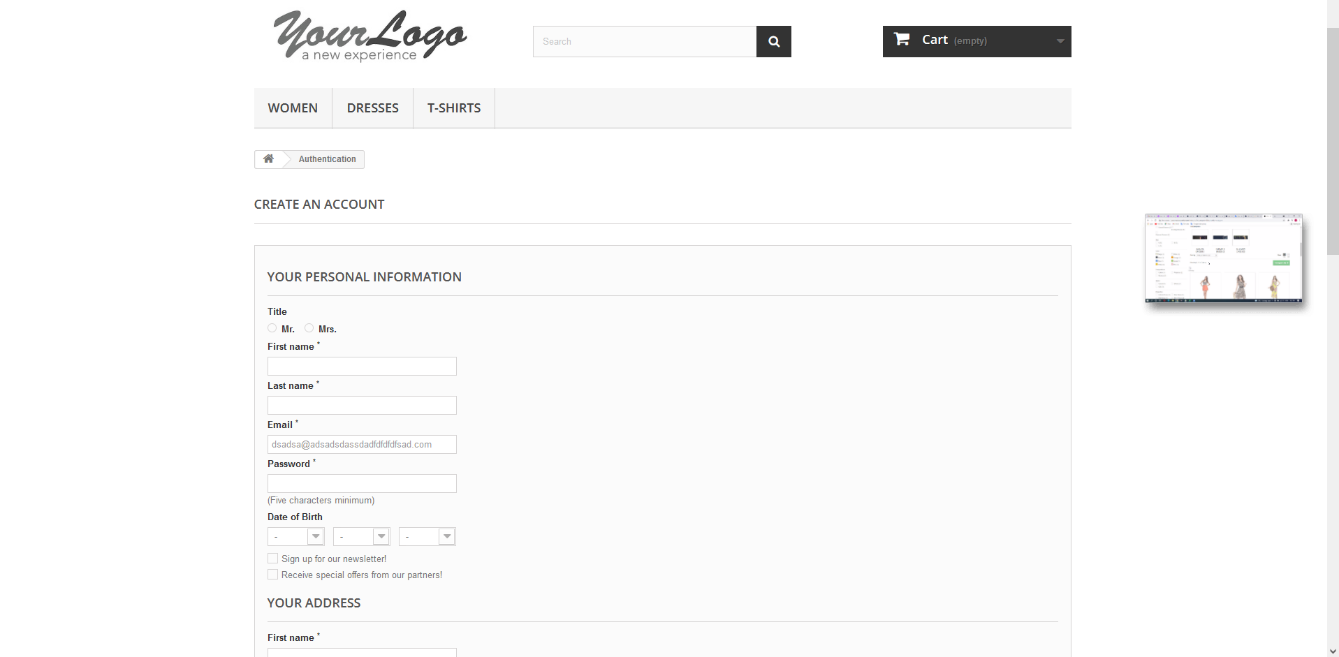 YourLogo
a new experience
Search
Cart (empty)
WOMEN DRESSES T-SHIRTS
Authentication
CREATE AN ACCOUNT
YOUR PERSONAL INFORMATION
Title
Mr. Mrs.
First name *
Last name *
Email *
dsadsa@adsadsdassdadfdfdfdfsad.com
Password *
(Five characters minimum)
Date of Birth
- - -
Sign up for our newsletter!
Receive special offers from our partners!
YOUR ADDRESS
First name *